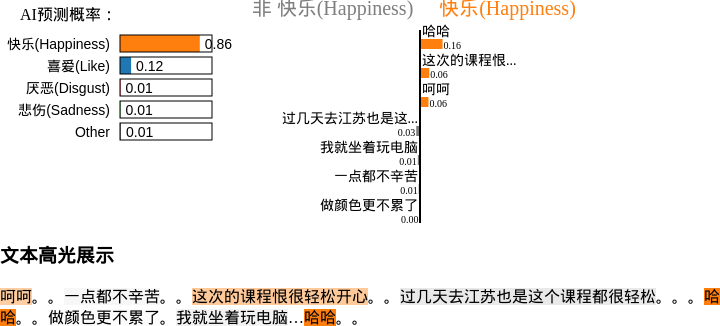 AI预测概率：
快乐(Happiness) 0.86
喜爱(Like) 0.12
厌恶(Disgust) 0.01
悲伤(Sadness) 0.01
Other 0.01
非 快乐(Happiness) 快乐(Happiness)
哈哈
0.16
这次的课程恨...
0.06
呵呵
0.06
过几天去江苏也是这...
0.03
我就坐着玩电脑
0.01
一点都不辛苦
0.01
做颜色更不累了
0.00
文本高光展示
呵呵。。一点都不辛苦。。这次的课程恨很轻松开心。。过几天去江苏也是这个课程都很轻松。。。哈
哈。。做颜色更不累了。我就坐着玩电脑…哈哈。。